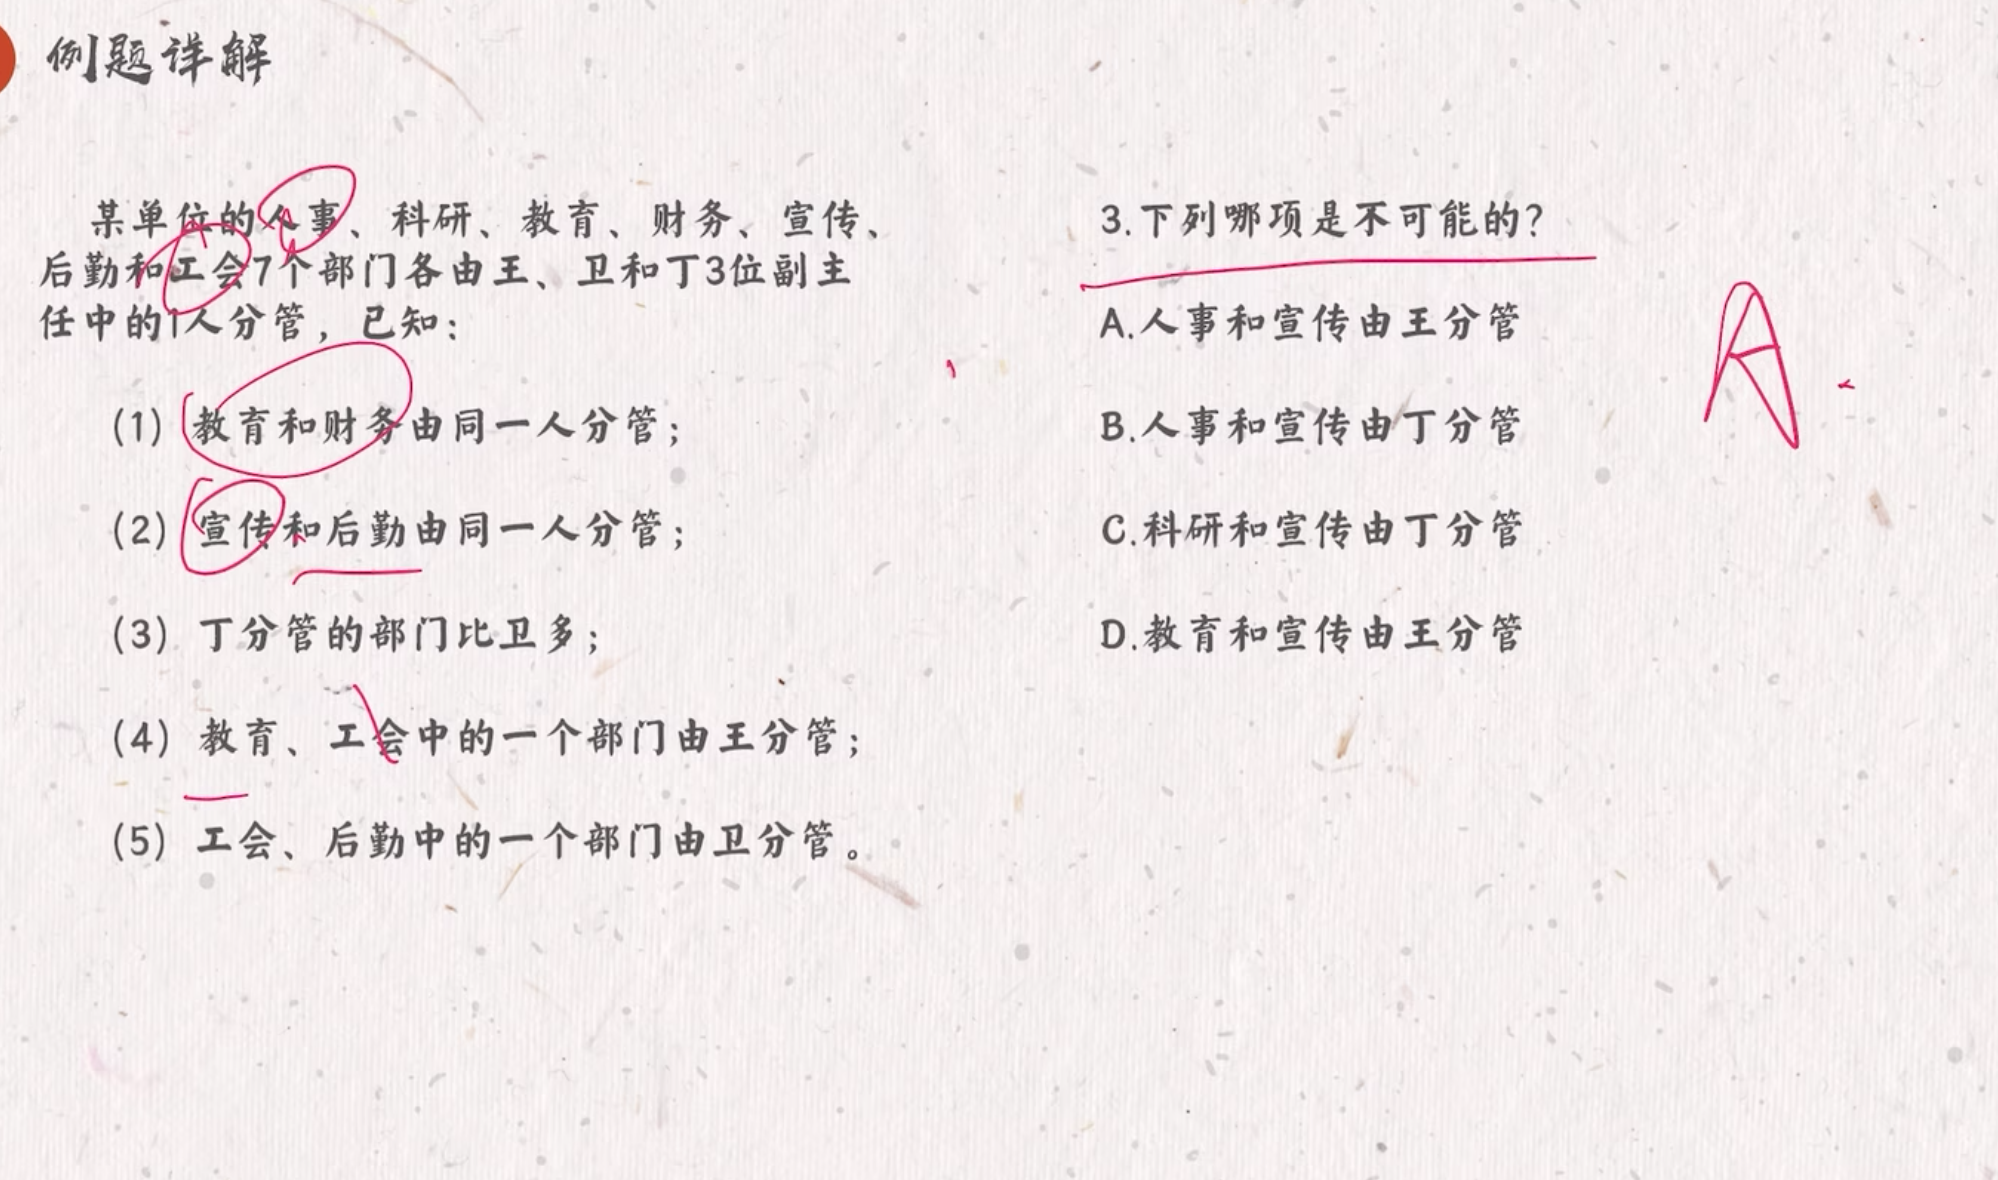 例题详解
某单位的人事、科研、教育、财务、宣传、
后勤和工会7个部门各由王、卫和丁3位副主
任中的1人分管，已知：
(1) 教育和财务由同一人分管；
(2) 宣传和后勤由同一人分管；
(3) 丁分管的部门比卫多；
(4) 教育、工会中的一个部门由王分管；
(5) 工会、后勤中的一个部门由卫分管。
3.下列哪项是不可能的？
A.人事和宣传由王分管
B.人事和宣传由丁分管
C.科研和宣传由丁分管
D.教育和宣传由王分管
A